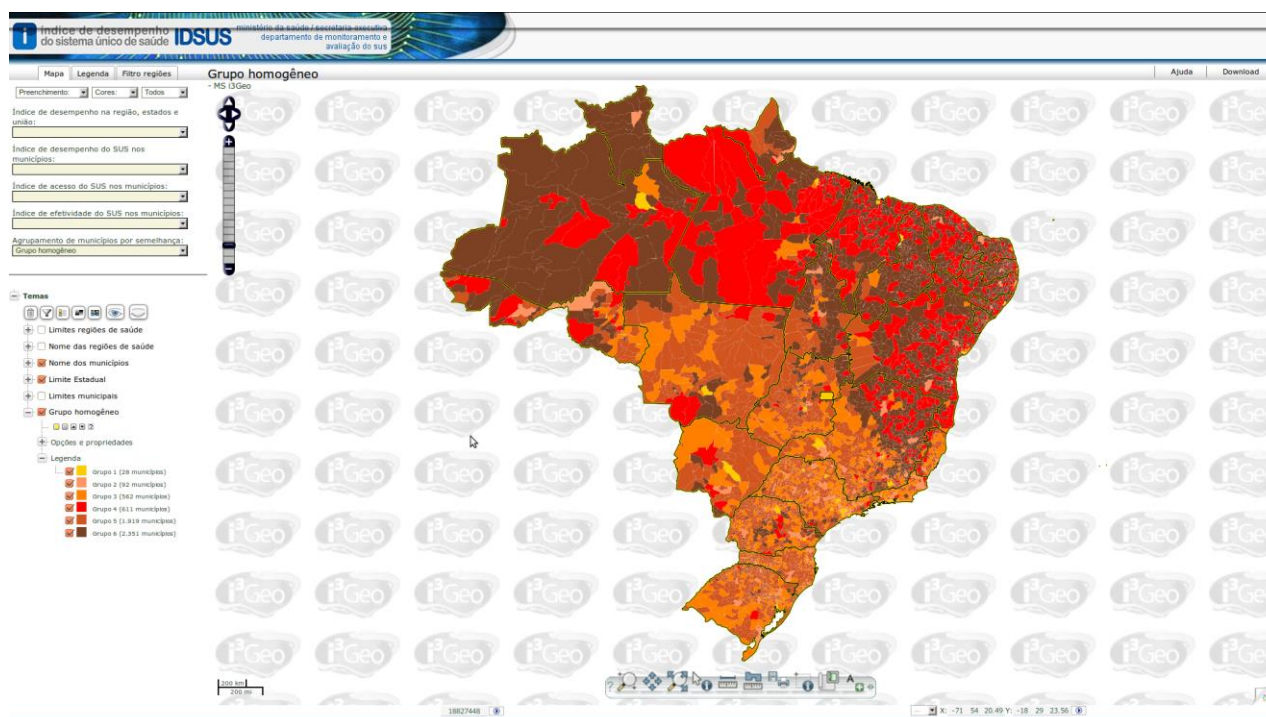 índice de desempenho
do sistema único de saúde IDSUS
ministério da saúde / secretaria executiva
departamento de monitoramento e
avaliação do sus
Mapa Legenda Filtro regiões
Grupo homogêneo
Ajuda Download
- MS i3Geo
Preenchimento: Cores: Todos
Índice de desempenho na região, estados e
união:
Índice de desempenho do SUS nos
municípios:
Índice de acesso do SUS nos municípios:
Índice de efetividade do SUS nos municípios:
Agrupamento de municípios por semelhança:
Grupo homogêneo
Temas
Limites regiões de saúde
Nome das regiões de saúde
Nome dos municípios
Limite Estadual
Limites municipais
Grupo homogêneo
Opções e propriedades
Legenda
Grupo 1 (28 municípios)
Grupo 2 (92 municípios)
Grupo 3 (562 municípios)
Grupo 4 (611 municípios)
Grupo 5 (1.919 municípios)
Grupo 6 (2.351 municípios)
i3Geo
200 km
200 mi
18827448
X: -71 54 20.49 Y: -18 29 23.56